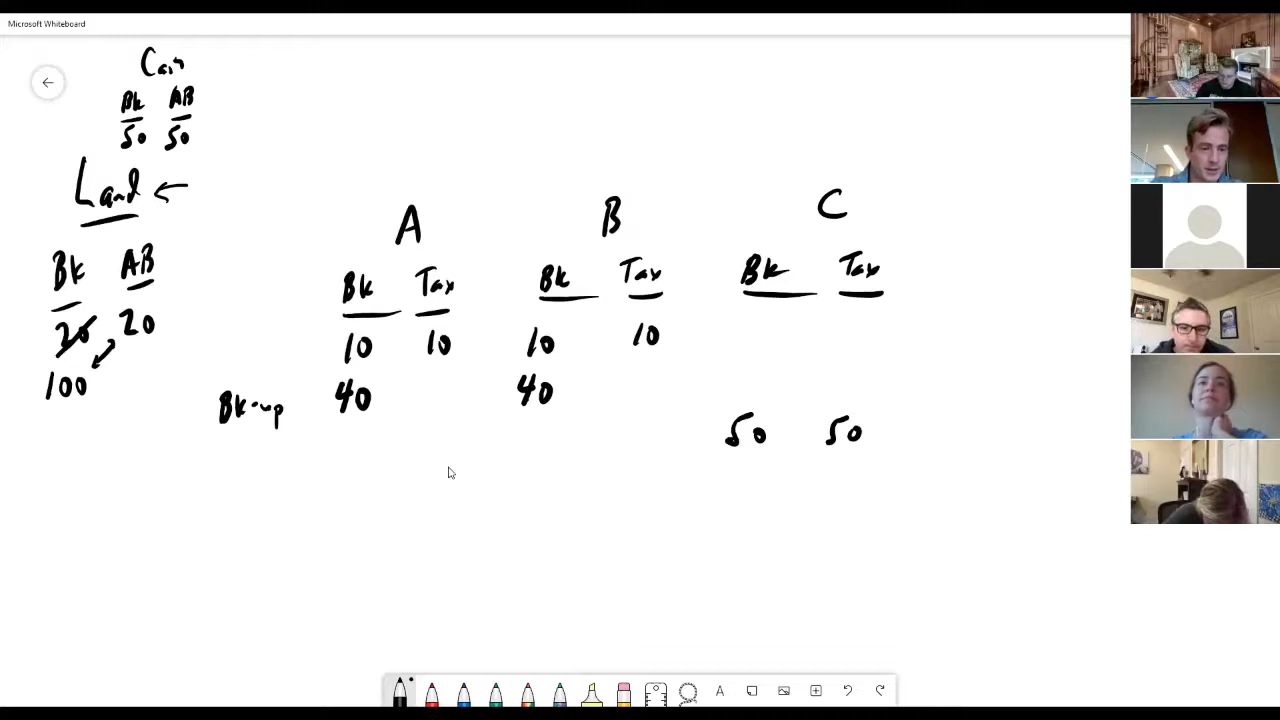 Microsoft Whiteboard
Cash
Bk AB
50 50
Land ←
Bk AB
20 20
100
A B C
Bk Tax Bk Tax Bk Tax
10 10 10 10
Bk-up 40 40
50 50
A